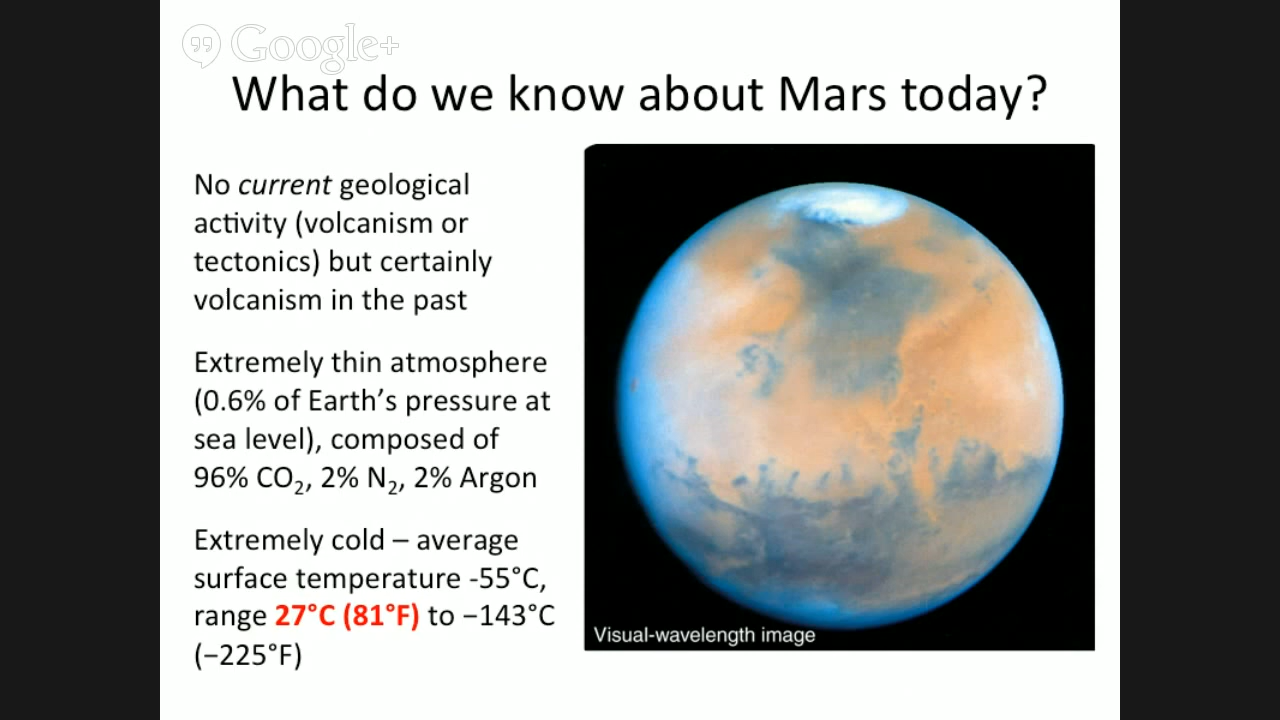 Google+
What do we know about Mars today?
No current geological
activity (volcanism or
tectonics) but certainly
volcanism in the past
Extremely thin atmosphere
(0.6% of Earth’s pressure at
sea level), composed of
96% CO₂, 2% N₂, 2% Argon
Extremely cold – average
surface temperature -55°C,
range 27°C (81°F) to −143°C
(−225°F)
Visual-wavelength image